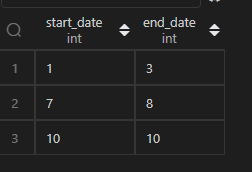 start_date end_date
int int
1 1 3
2 7 8
3 10 10